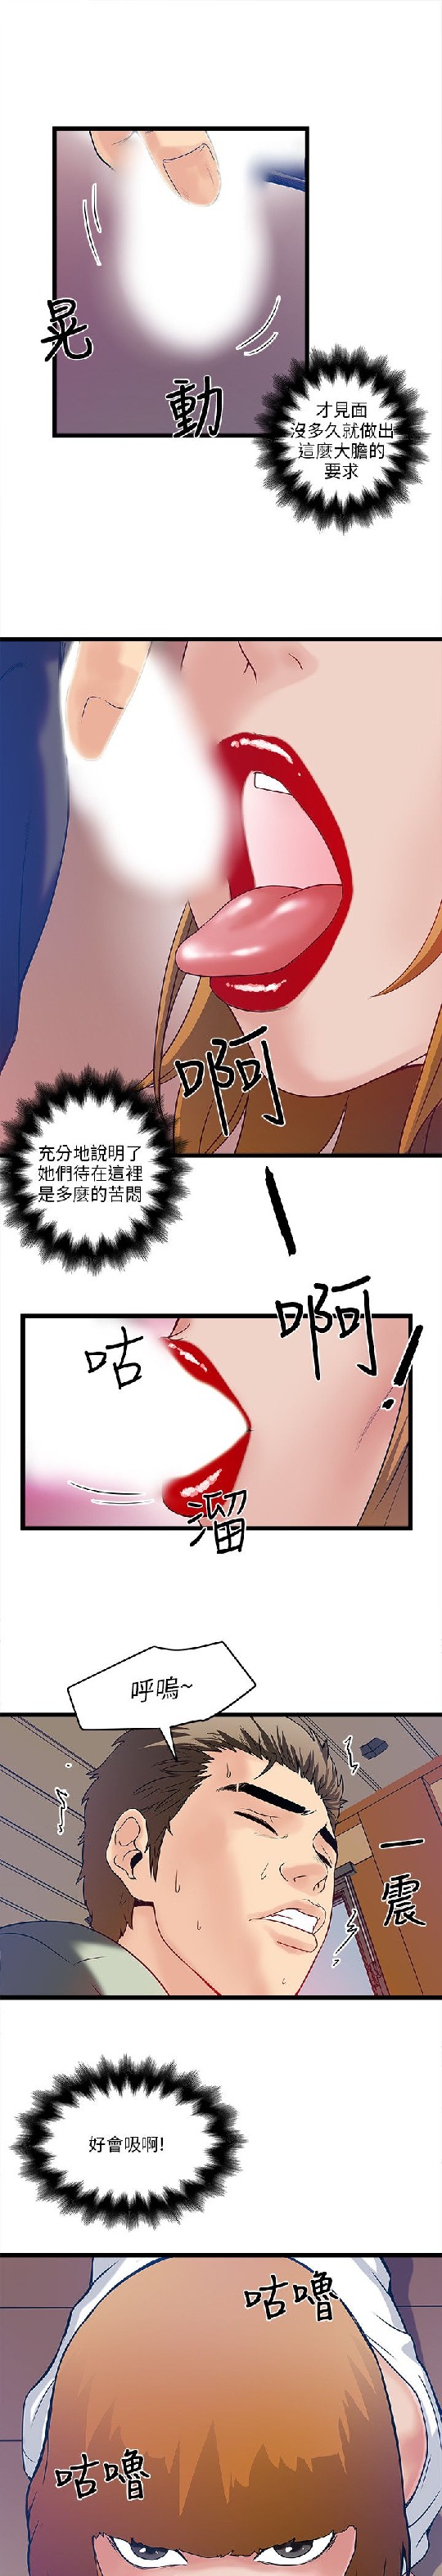 晃
動
才見面
沒多久就做出
這麼大膽的
要求
啊
充分地說明了
她們待在這裡
是多麼的苦悶
啊
咕
溜
呼嗚~
一震
好會吸啊!
咕嚕
咕嚕